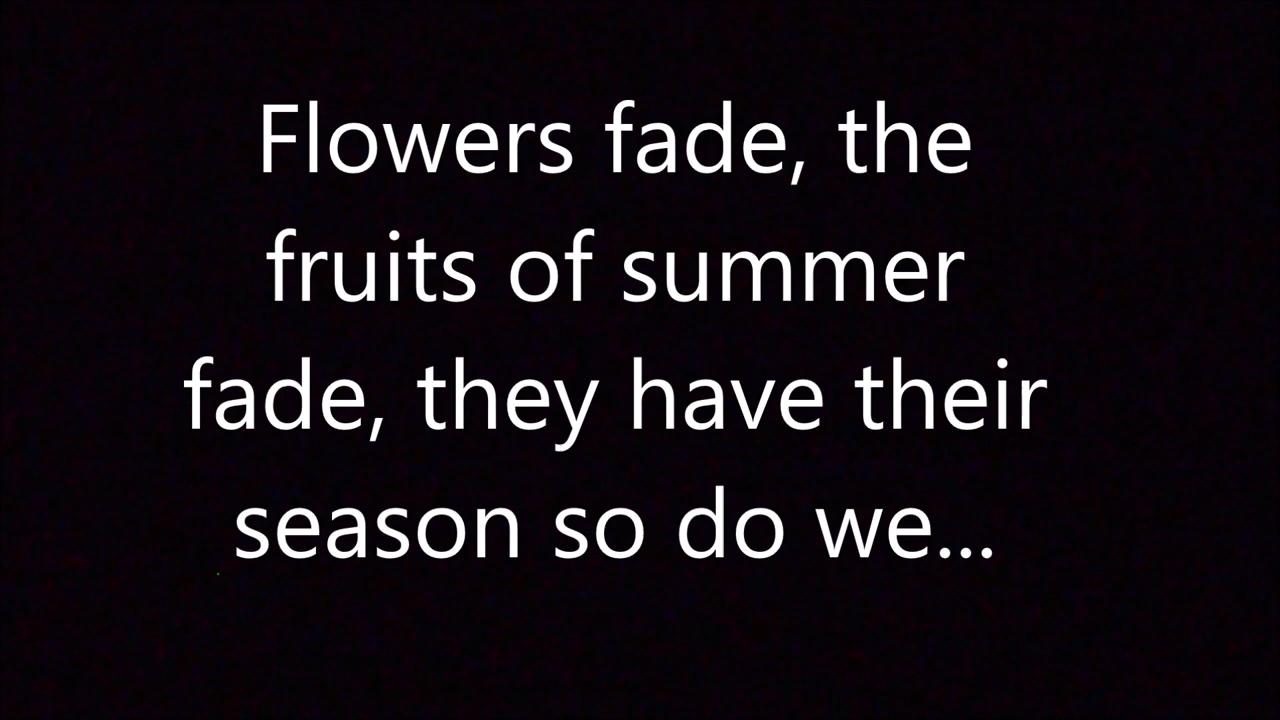 Flowers fade, the
fruits of summer
fade, they have their
season so do we...